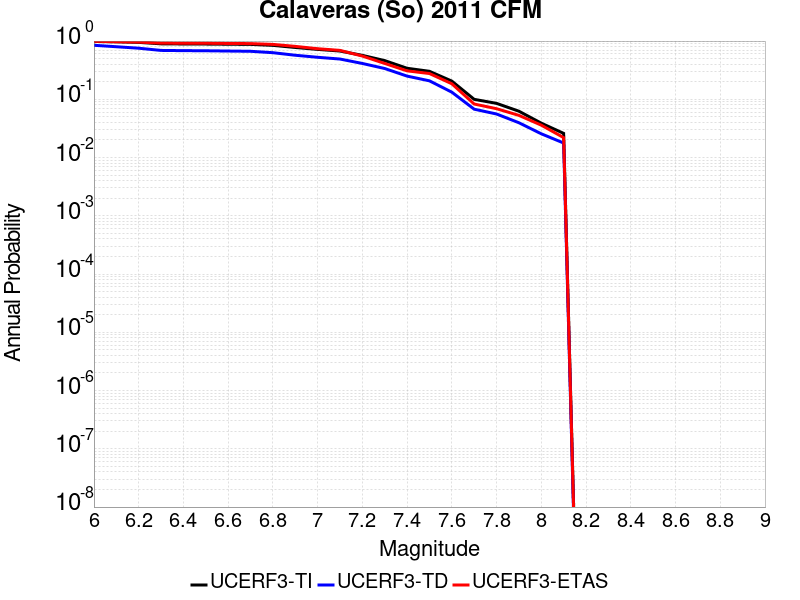 Calaveras (So) 2011 CFM
Annual Probability
10^0
10^-1
10^-2
10^-3
10^-4
10^-5
10^-6
10^-7
10^-8
6 6.2 6.4 6.6 6.8 7 7.2 7.4 7.6 7.8 8 8.2 8.4 8.6 8.8 9
Magnitude
UCERF3-TI UCERF3-TD UCERF3-ETAS